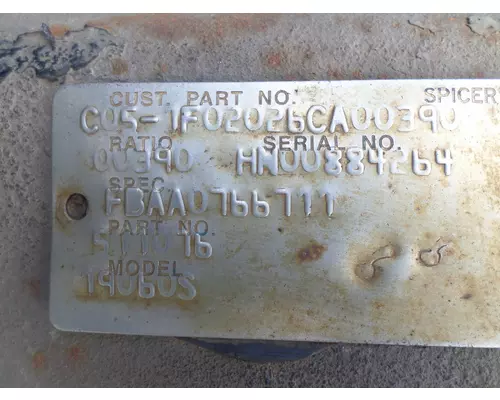 CUST. PART NO. SPICER
C05-1F02026CA00390
RATIO SERIAL NO.
00390 HN00884264
SPEC.
FBAA0766711
PART NO.
MODEL
19060S